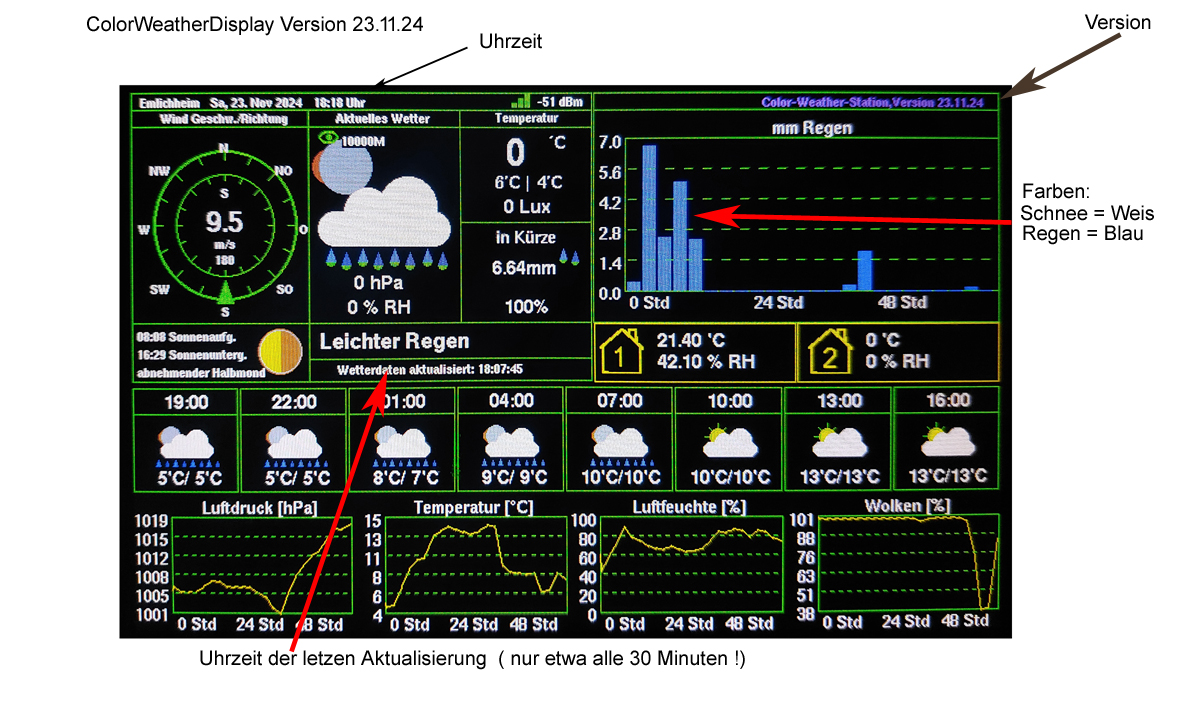 ColorWeatherDisplay Version 23.11.24
Version
Uhrzeit
Emlichheim Sa, 23. Nov 2024 18:18 Uhr -51 dBm
Color-Weather-Station,Version 23.11.24
Wind Geschw./Richtung
Aktuelles Wetter
Temperatur
mm Regen
N
NO
O
SO
S
SW
W
NW
S
9.5
m/s
180
10000M
0 hPa
0 % RH
0 °C
6°C | 4°C
0 Lux
in Kürze
6.64mm
100%
7.0
5.6
4.2
2.8
1.4
0.0
0 Std 24 Std 48 Std
Farben:
Schnee = Weis
Regen = Blau
08:08 Sonnenaufg.
16:29 Sonnenunterg.
abnehmender Halbmond
Leichter Regen
Wetterdaten aktualisiert: 18:07:45
1
21.40 °C
42.10 % RH
2
0 °C
0 % RH
19:00 22:00 01:00 04:00 07:00 10:00 13:00 16:00
5°C/ 5°C 5°C/ 5°C 8°C/ 7°C 9°C/ 9°C 10°C/10°C 10°C/10°C 13°C/13°C 13°C/13°C
Luftdruck [hPa]
1019
1015
1012
1008
1005
1001
0 Std 24 Std 48 Std
Temperatur [°C]
15
13
11
8
6
4
0 Std 24 Std 48 Std
Luftfeuchte [%]
100
80
60
40
20
0
0 Std 24 Std 48 Std
Wolken [%]
101
88
76
63
51
38
0 Std 24 Std 48 Std
Uhrzeit der letzen Aktualisierung ( nur etwa alle 30 Minuten !)